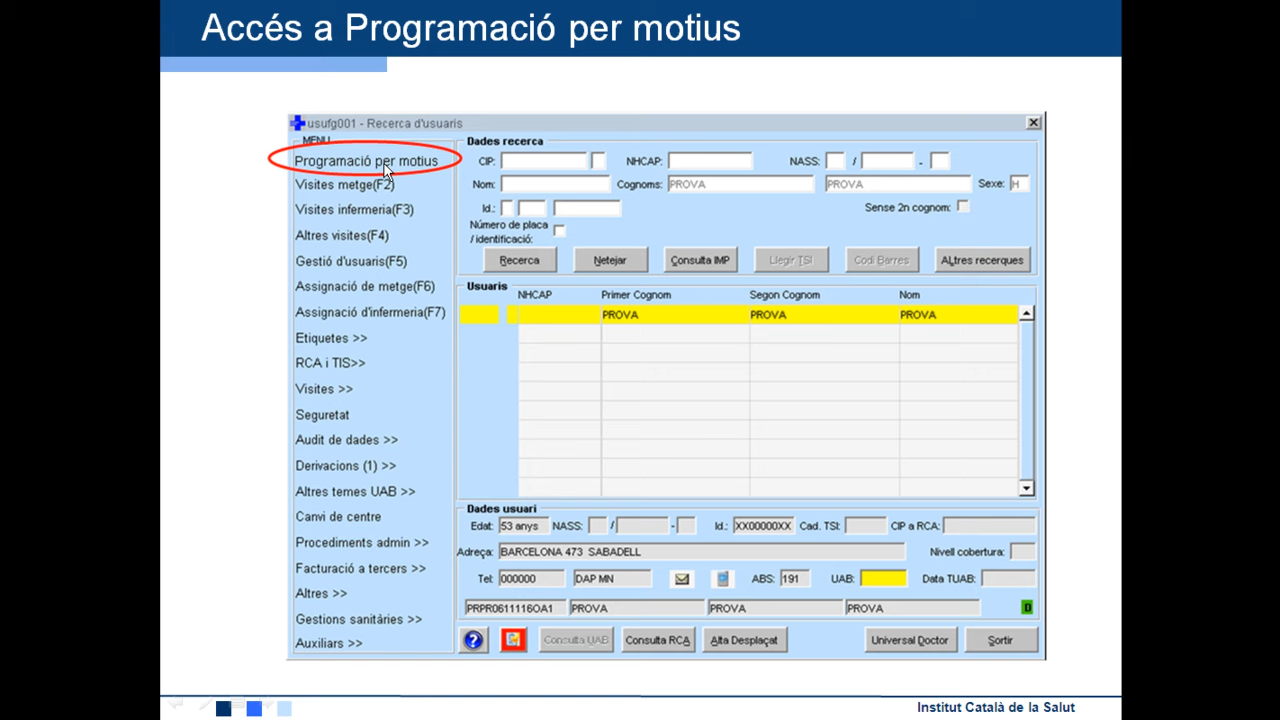 Accés a Programació per motius
usufg001 - Recerca d'usuaris
MENU
Programació per motius
Visites metge(F2)
Visites infermeria(F3)
Altres visites(F4)
Gestió d'usuaris(F5)
Assignació de metge(F6)
Assignació d'infermeria(F7)
Etiquetes >>
RCA i TIS>>
Visites >>
Seguretat
Audit de dades >>
Derivacions (1) >>
Altres temes UAB >>
Canvi de centre
Procediments admin >>
Facturació a tercers >>
Altres >>
Gestions sanitàries >>
Auxiliars >>
Dades recerca
CIP: NHCAP: NASS: / -
Nom: Cognoms: PROVA PROVA Sexe: H
Id.: Sense 2n cognom:
Número de placa
/ identificació:
Recerca Netejar Consulta IMP Llegir TSI Codi Barres ALtres recerques
Usuaris
NHCAP Primer Cognom Segon Cognom Nom
PROVA PROVA PROVA
Dades usuari
Edat: 53 anys NASS: / - Id.: XX00000XX Cad. TSI: CIP a RCA:
Adreça: BARCELONA 473 SABADELL Nivell cobertura:
Tel: 000000 DAP MN ABS: 191 UAB: Data TUAB:
PRPR0611116OA1 PROVA PROVA PROVA D
? Consulta UAB Consulta RCA Alta Desplaçat Universal Doctor Sortir
Institut Català de la Salut